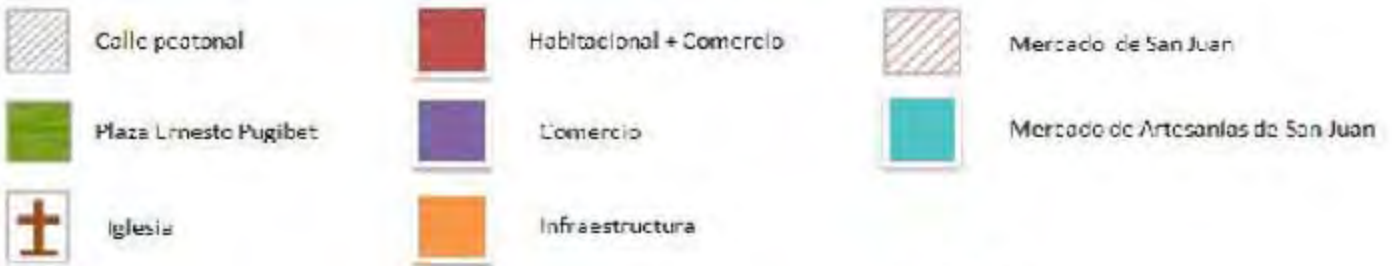 Calle peatonal
Habitacional + Comercio
Mercado de San Juan
Plaza Ernesto Pugibet
Comercio
Mercado de Artesanías de San Juan
Iglesia
Infraestructura